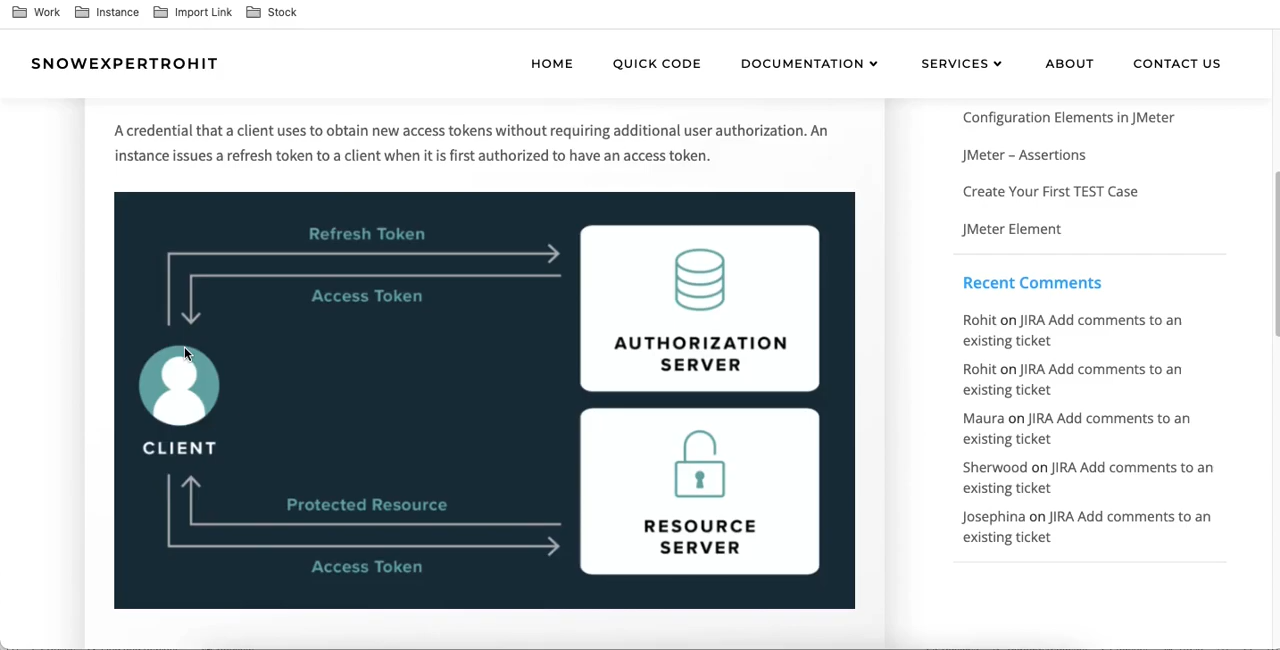 Work Instance Import Link Stock
SNOWEXPERTROHIT
HOME QUICK CODE DOCUMENTATION SERVICES ABOUT CONTACT US
A credential that a client uses to obtain new access tokens without requiring additional user authorization. An
instance issues a refresh token to a client when it is first authorized to have an access token.
Refresh Token
Access Token
AUTHORIZATION
SERVER
CLIENT
Protected Resource
Access Token
RESOURCE
SERVER
Configuration Elements in JMeter
JMeter – Assertions
Create Your First TEST Case
JMeter Element
Recent Comments
Rohit on JIRA Add comments to an
existing ticket
Rohit on JIRA Add comments to an
existing ticket
Maura on JIRA Add comments to an
existing ticket
Sherwood on JIRA Add comments to an
existing ticket
Josephina on JIRA Add comments to an
existing ticket